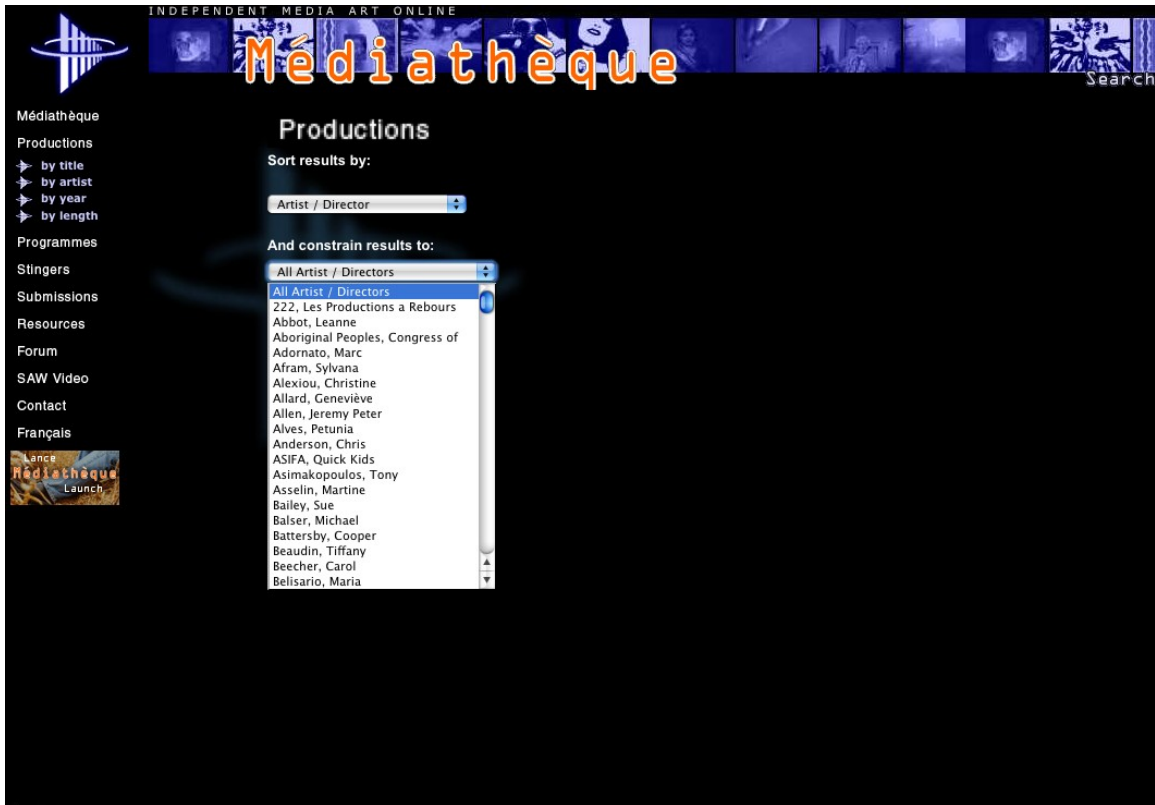 INDEPENDENT MEDIA ART ONLINE
Médiathèque
Search
Médiathèque
Productions
by title
by artist
by year
by length
Programmes
Stingers
Submissions
Resources
Forum
SAW Video
Contact
Français
Lance
Médiathèque
Launch
Productions
Sort results by:
Artist / Director
And constrain results to:
All Artist / Directors
All Artist / Directors
222, Les Productions a Rebours
Abbot, Leanne
Aboriginal Peoples, Congress of
Adornato, Marc
Afram, Sylvana
Alexiou, Christine
Allard, Geneviève
Allen, Jeremy Peter
Alves, Petunia
Anderson, Chris
ASIFA, Quick Kids
Asimakopoulos, Tony
Asselin, Martine
Bailey, Sue
Balser, Michael
Battersby, Cooper
Beaudin, Tiffany
Beecher, Carol
Belisario, Maria